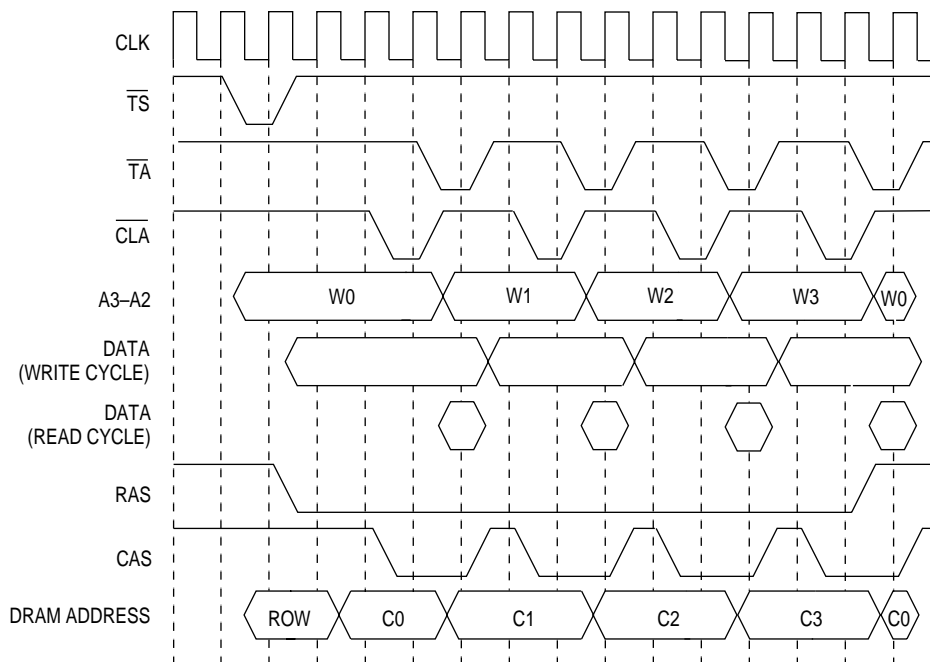 CLK
TS
TA
CLA
A3–A2 W0 W1 W2 W3 W0
DATA
(WRITE CYCLE)
DATA
(READ CYCLE)
RAS
CAS
DRAM ADDRESS ROW C0 C1 C2 C3 C0